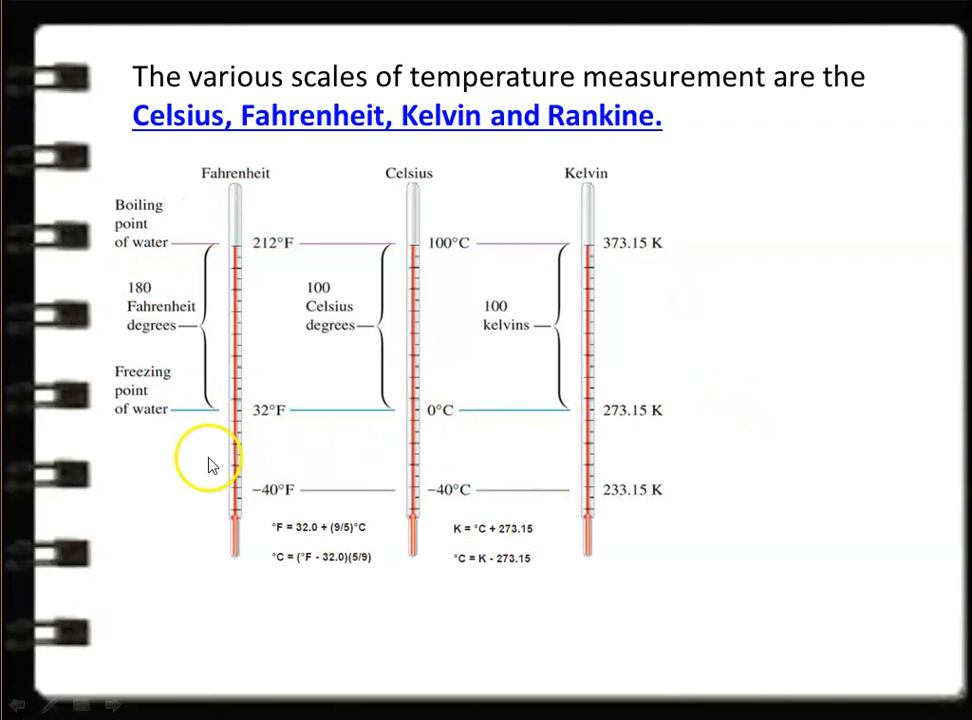 The various scales of temperature measurement are the
Celsius, Fahrenheit, Kelvin and Rankine.
Fahrenheit
Celsius
Kelvin
Boiling
point
of water
212°F
100°C
373.15 K
180
Fahrenheit
degrees
100
Celsius
degrees
100
kelvins
Freezing
point
of water
32°F
0°C
273.15 K
−40°F
−40°C
233.15 K
°F = 32.0 + (9/5)°C
K = °C + 273.15
°C = (°F - 32.0)(5/9)
°C = K - 273.15